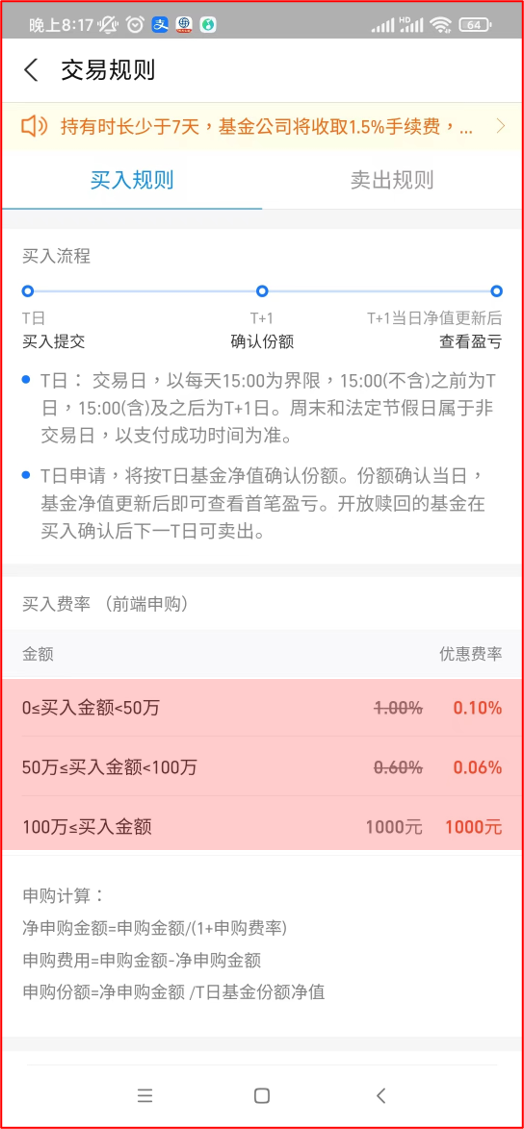 晚上8:17
HD
64
交易规则
持有时长少于7天，基金公司将收取1.5%手续费，...
买入规则 卖出规则
买入流程
T日 T+1 T+1当日净值更新后
买入提交 确认份额 查看盈亏
T日： 交易日，以每天15:00为界限，15:00(不含)之前为T
日，15:00(含)及之后为T+1日。周末和法定节假日属于非
交易日，以支付成功时间为准。
T日申请，将按T日基金净值确认份额。份额确认当日，
基金净值更新后即可查看首笔盈亏。开放赎回的基金在
买入确认后下一T日可卖出。
买入费率 （前端申购）
金额 优惠费率
0≤买入金额<50万 1.00% 0.10%
50万≤买入金额<100万 0.60% 0.06%
100万≤买入金额 1000元 1000元
申购计算：
净申购金额=申购金额/(1+申购费率)
申购费用=申购金额-净申购金额
申购份额=净申购金额 /T日基金份额净值